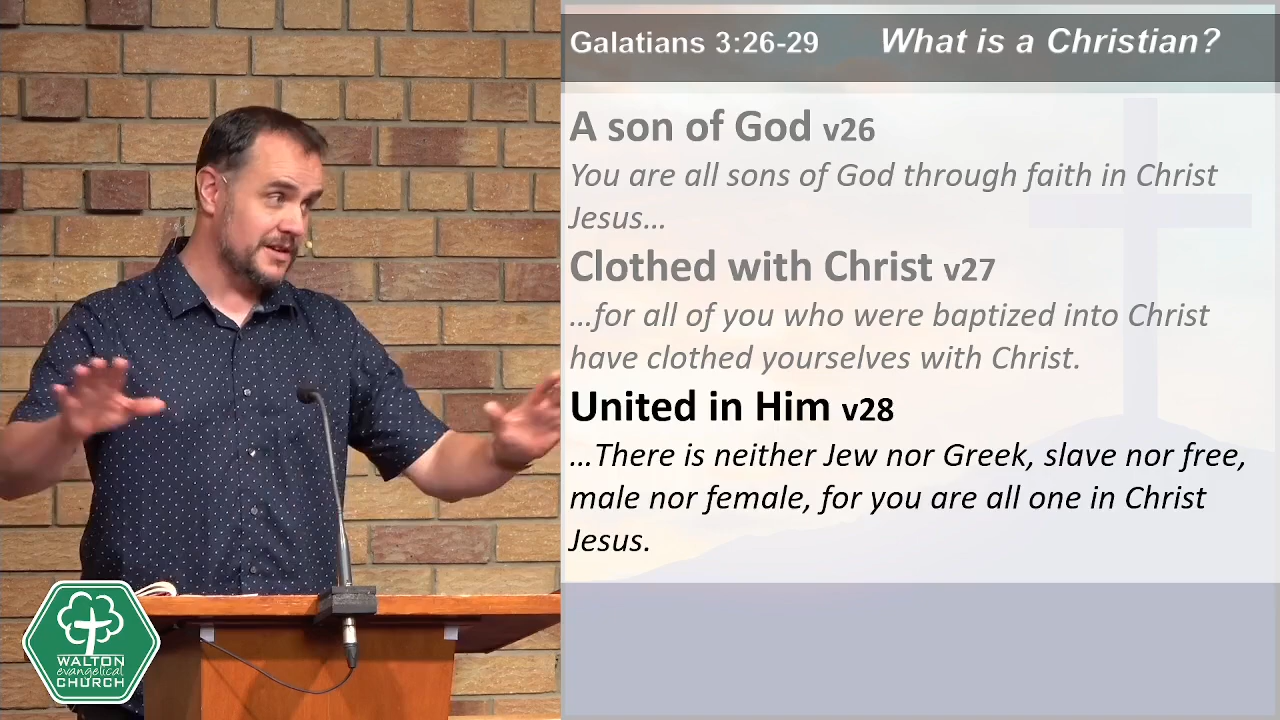 Galatians 3:26-29 What is a Christian?
A son of God v26
You are all sons of God through faith in Christ
Jesus…
Clothed with Christ v27
…for all of you who were baptized into Christ
have clothed yourselves with Christ.
United in Him v28
…There is neither Jew nor Greek, slave nor free,
male nor female, for you are all one in Christ
Jesus.
WALTON
evangelical
CHURCH